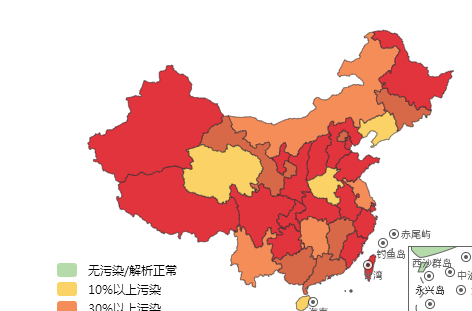 赤尾屿
钓鱼岛
台湾
西沙群岛
中沙
永兴岛
海南
无污染/解析正常
10%以上污染
30%以上污染